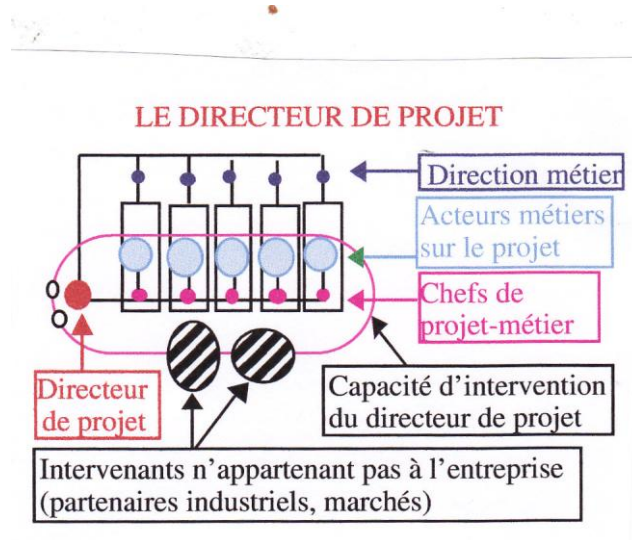 LE DIRECTEUR DE PROJET
Direction métier
Acteurs métiers
sur le projet
Chefs de
projet-métier
Directeur
de projet
Capacité d'intervention
du directeur de projet
Intervenants n'appartenant pas à l'entreprise
(partenaires industriels, marchés)